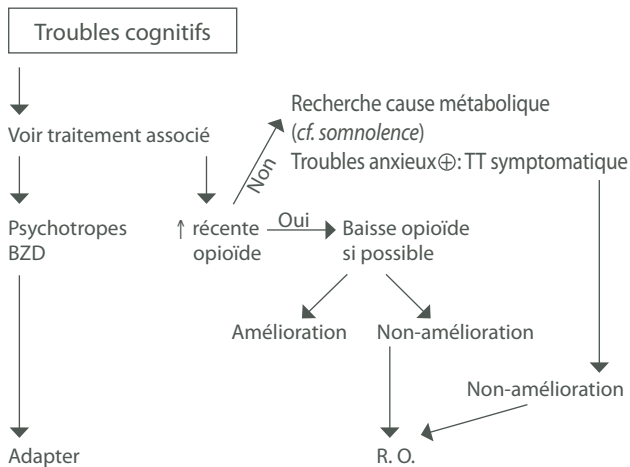 Troubles cognitifs
Recherche cause métabolique
(cf. somnolence)
Voir traitement associé
Troubles anxieux⊕: TT symptomatique
Non
Psychotropes
BZD
↑ récente
opioïde
Oui
Baisse opioïde
si possible
Amélioration
Non-amélioration
Non-amélioration
Adapter
R. O.